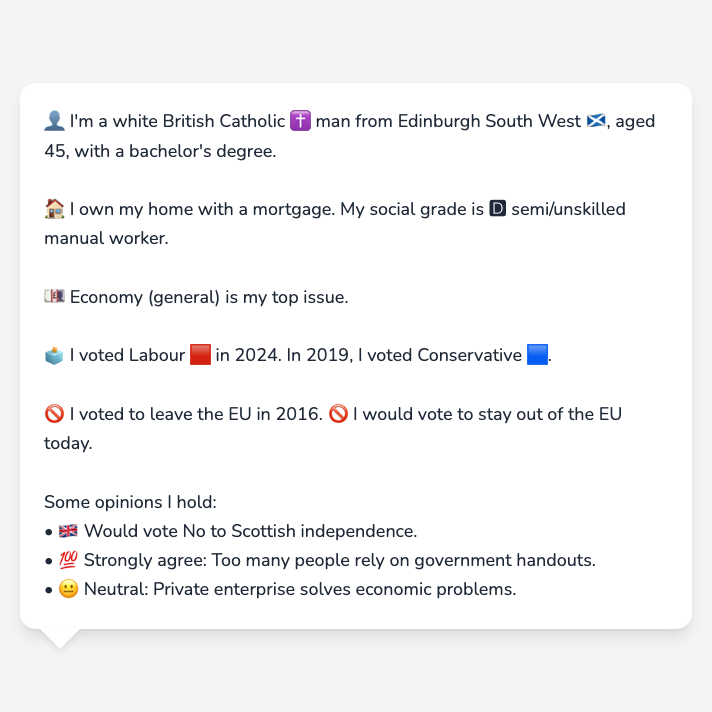 👤 I'm a white British Catholic ✝️ man from Edinburgh South West 🏴󠁧󠁢󠁳󠁣󠁴󠁿, aged
45, with a bachelor's degree.
🏠 I own my home with a mortgage. My social grade is 🅳 semi/unskilled
manual worker.
💷 Economy (general) is my top issue.
🗳️ I voted Labour 🟥 in 2024. In 2019, I voted Conservative 🟦.
🚫 I voted to leave the EU in 2016. 🚫 I would vote to stay out of the EU
today.
Some opinions I hold:
• 🇬🇧 Would vote No to Scottish independence.
• 💯 Strongly agree: Too many people rely on government handouts.
• 😐 Neutral: Private enterprise solves economic problems.